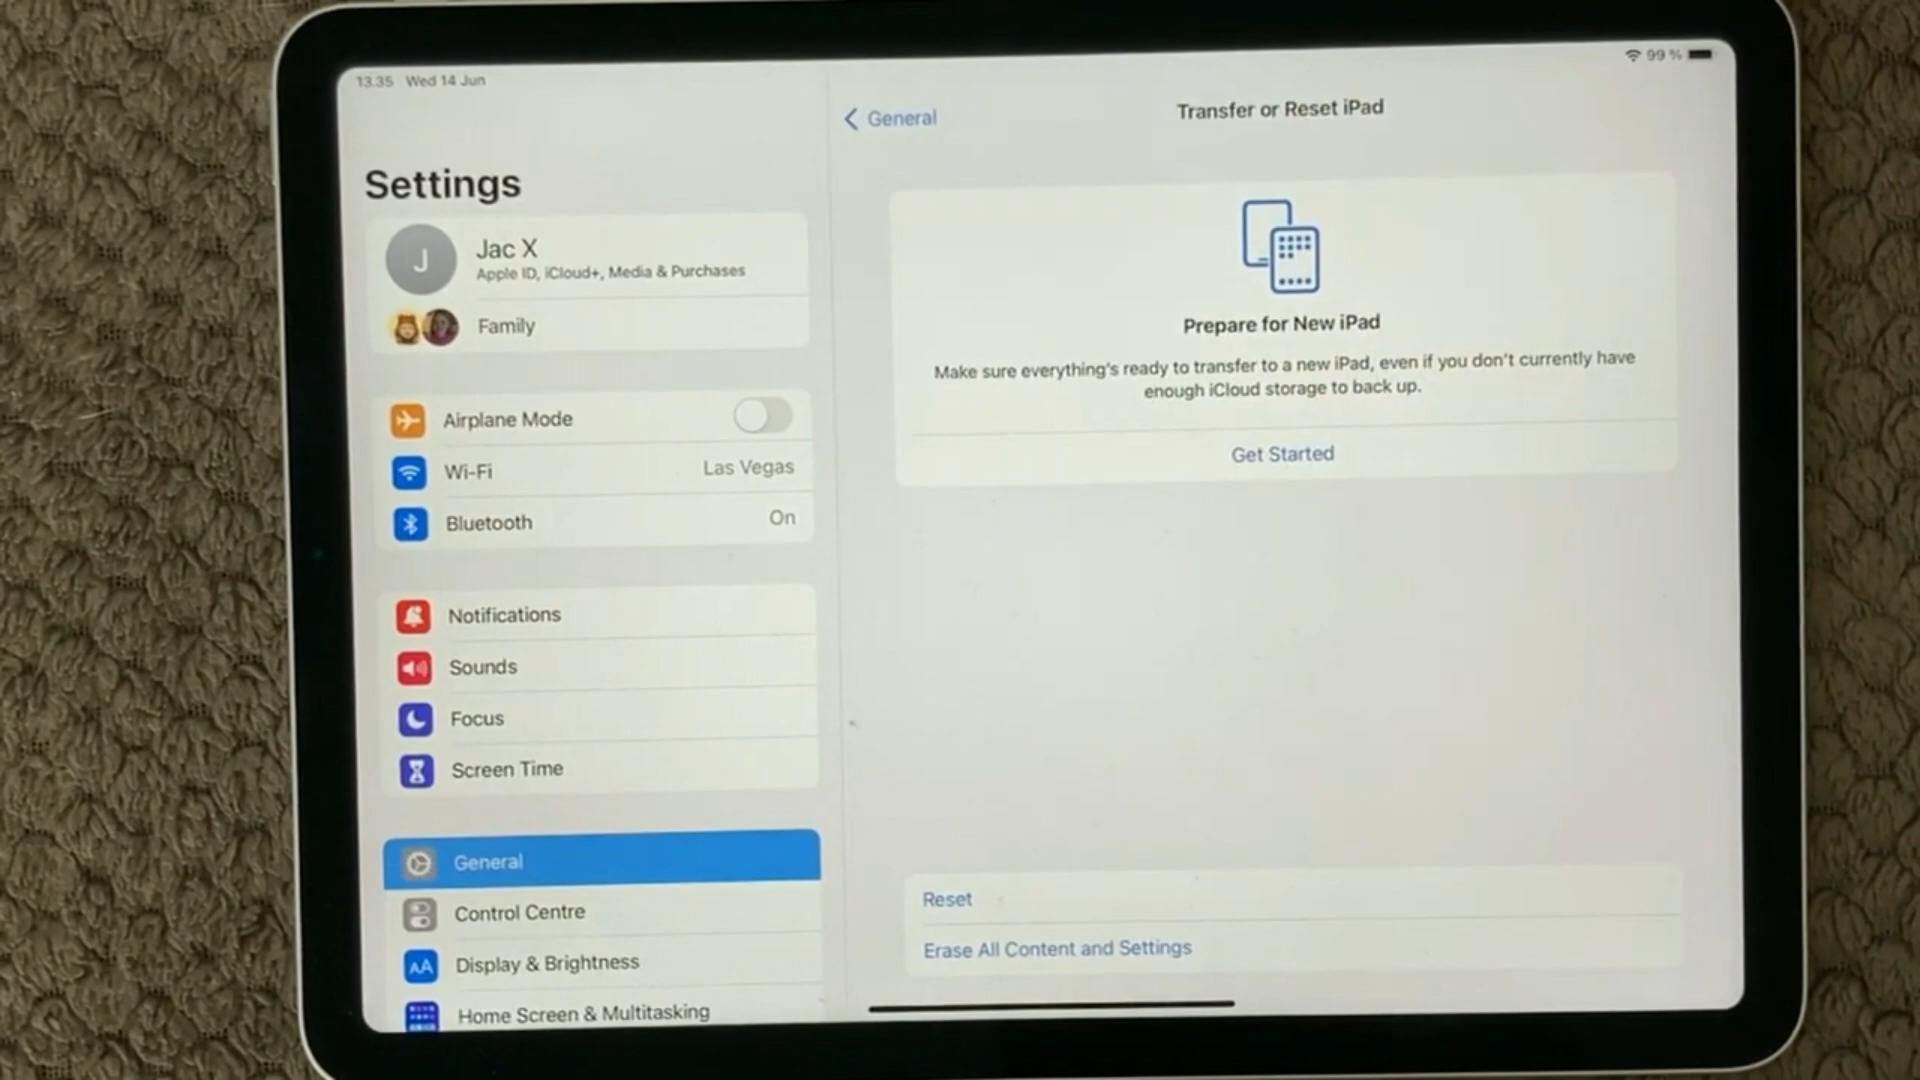 13.35 Wed 14 Jun
99 %
Settings
J
Jac X
Apple ID, iCloud+, Media & Purchases
Family
Airplane Mode
Wi-Fi
Las Vegas
Bluetooth
On
Notifications
Sounds
Focus
Screen Time
General
Control Centre
AA
Display & Brightness
Home Screen & Multitasking
General
Transfer or Reset iPad
Prepare for New iPad
Make sure everything's ready to transfer to a new iPad, even if you don't currently have
enough iCloud storage to back up.
Get Started
Reset
Erase All Content and Settings